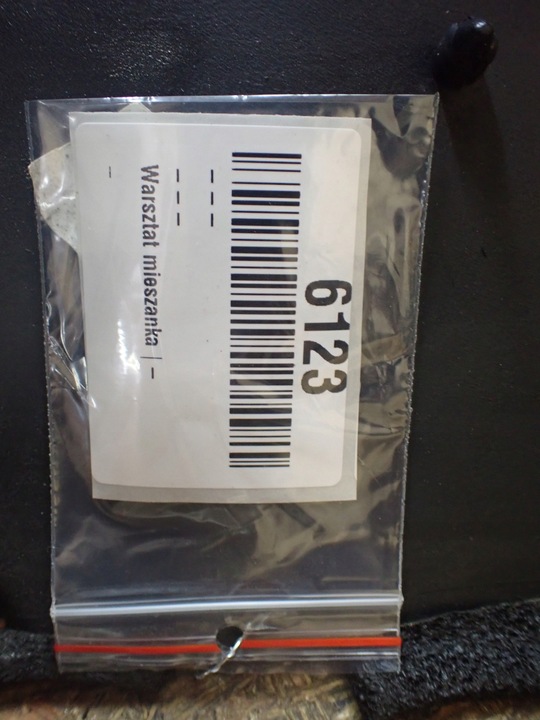 6123
- - -
- - -
Warsztat mieszanka | -
-